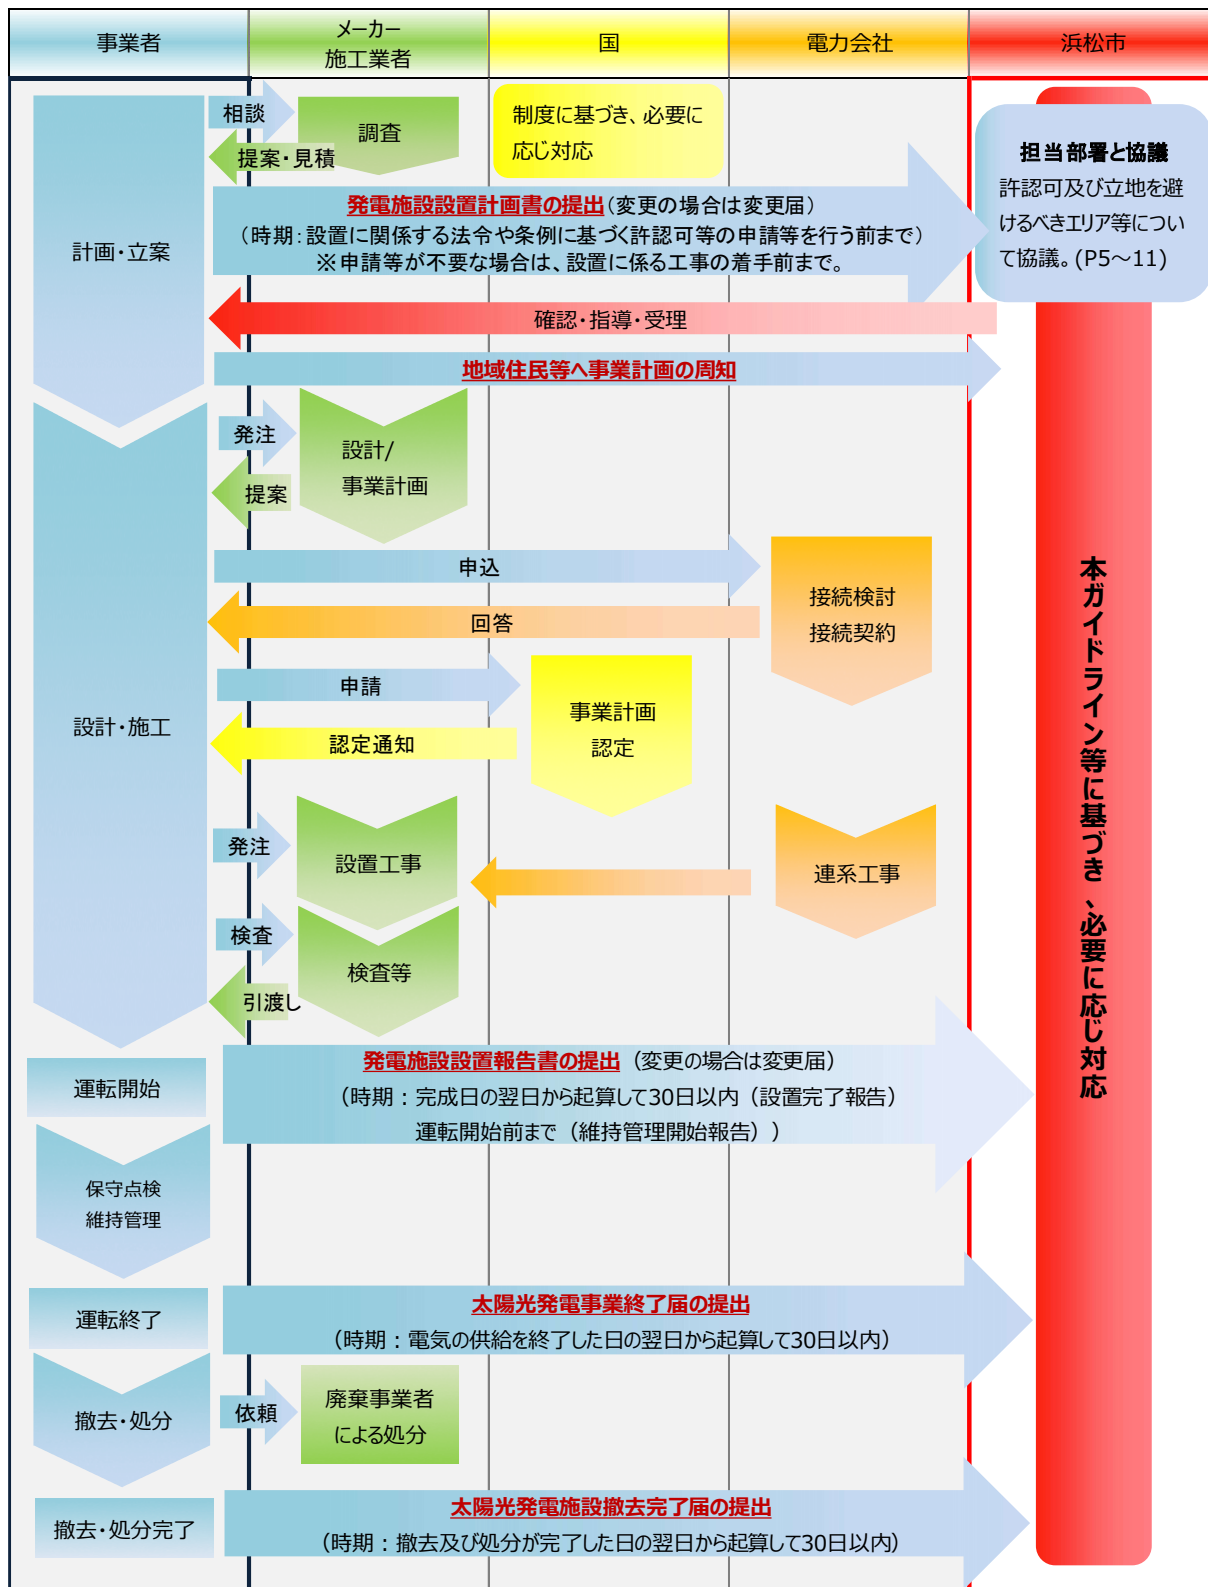 事業者
メーカー
施工業者
国
電力会社
浜松市
計画・立案
相談
調査
提案・見積
制度に基づき、必要に
応じ対応
担当部署と協議
許認可及び立地を避
けるべきエリア等につい
て協議。(P5～11)
発電施設設置計画書の提出(変更の場合は変更届)
(時期：設置に関係する法令や条例に基づく許認可等の申請等を行う前まで)
※申請等が不要な場合は、設置に係る工事の着手前まで。
確認・指導・受理
地域住民等へ事業計画の周知
設計・施工
発注
設計/
事業計画
提案
申込
回答
接続検討
接続契約
申請
認定通知
事業計画
認定
発注
設置工事
連系工事
検査
検査等
引渡し
本ガイドライン等に基づき、必要に応じ対応
運転開始
発電施設設置報告書の提出（変更の場合は変更届）
（時期：完成日の翌日から起算して30日以内（設置完了報告）
運転開始前まで（維持管理開始報告））
保守点検
維持管理
運転終了
太陽光発電事業終了届の提出
（時期：電気の供給を終了した日の翌日から起算して30日以内）
撤去・処分
依頼
廃棄事業者
による処分
撤去・処分完了
太陽光発電施設撤去完了届の提出
（時期：撤去及び処分が完了した日の翌日から起算して30日以内）